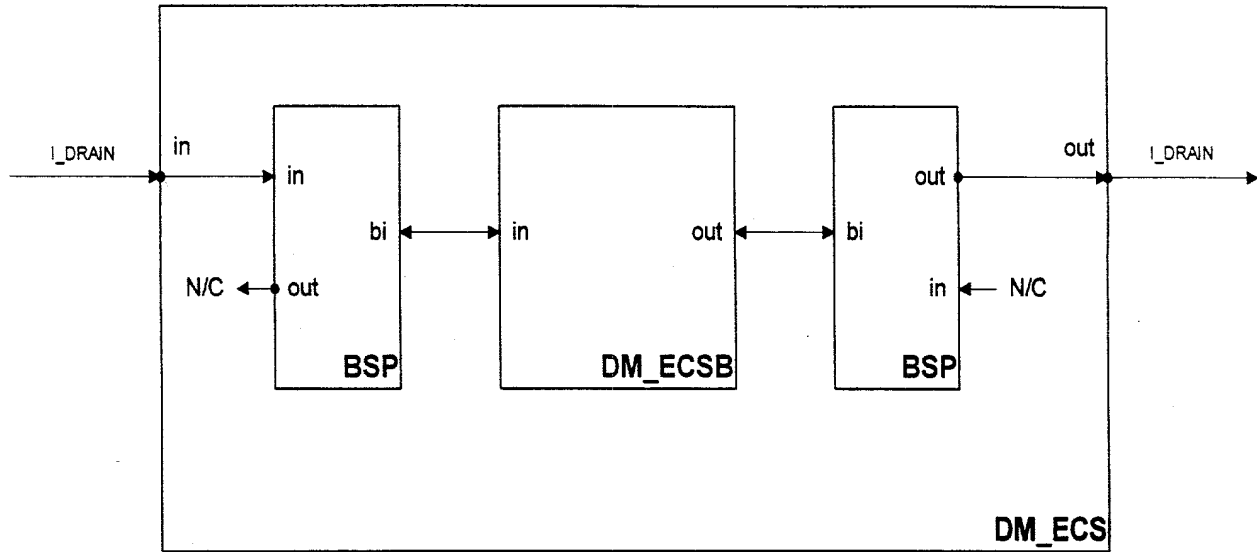 I_DRAIN in in out out I_DRAIN
bi in out bi
N/C out in N/C
BSP DM_ECSB BSP
DM_ECS